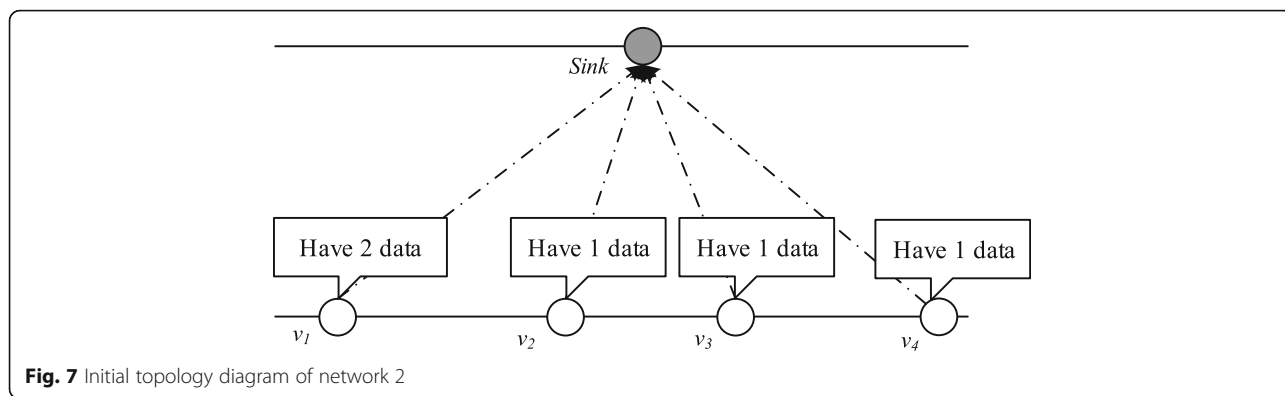 Sink
Have 2 data
Have 1 data
Have 1 data
Have 1 data
v1
v2
v3
v4
Fig. 7 Initial topology diagram of network 2